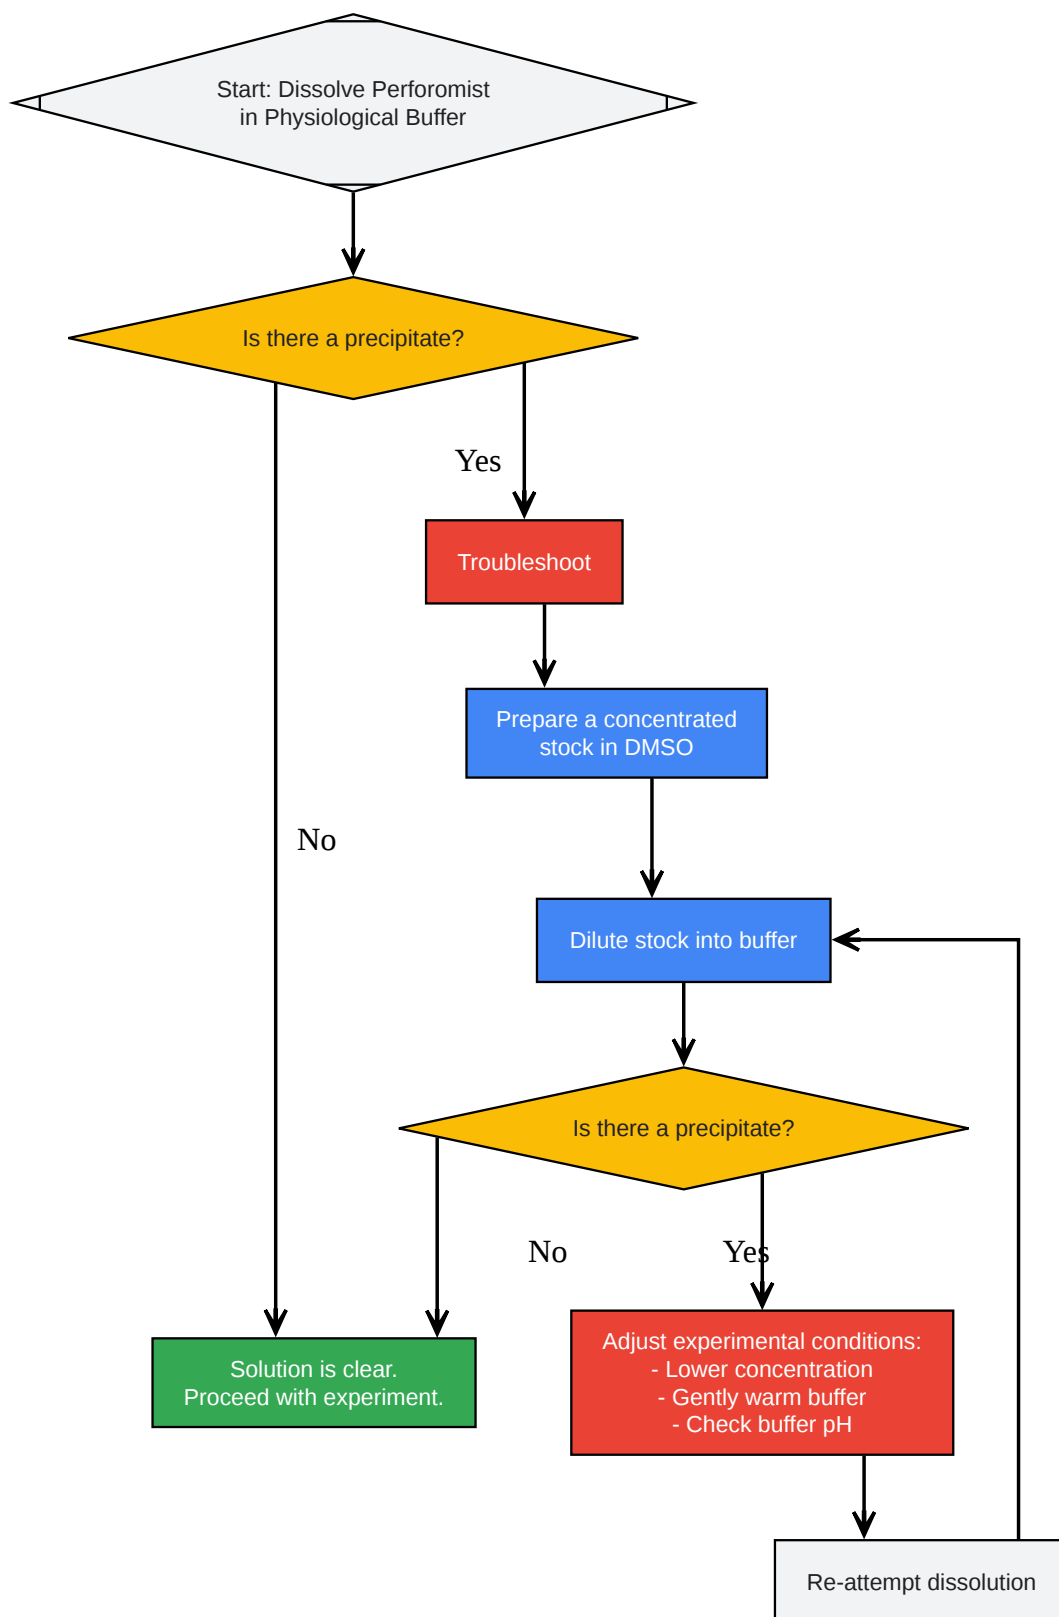 Start: Dissolve Perforomist
in Physiological Buffer
Is there a precipitate?
Yes
Troubleshoot
Prepare a concentrated
stock in DMSO
No
Dilute stock into buffer
Is there a precipitate?
No
Yes
Solution is clear.
Proceed with experiment.
Adjust experimental conditions:
- Lower concentration
- Gently warm buffer
- Check buffer pH
Re-attempt dissolution